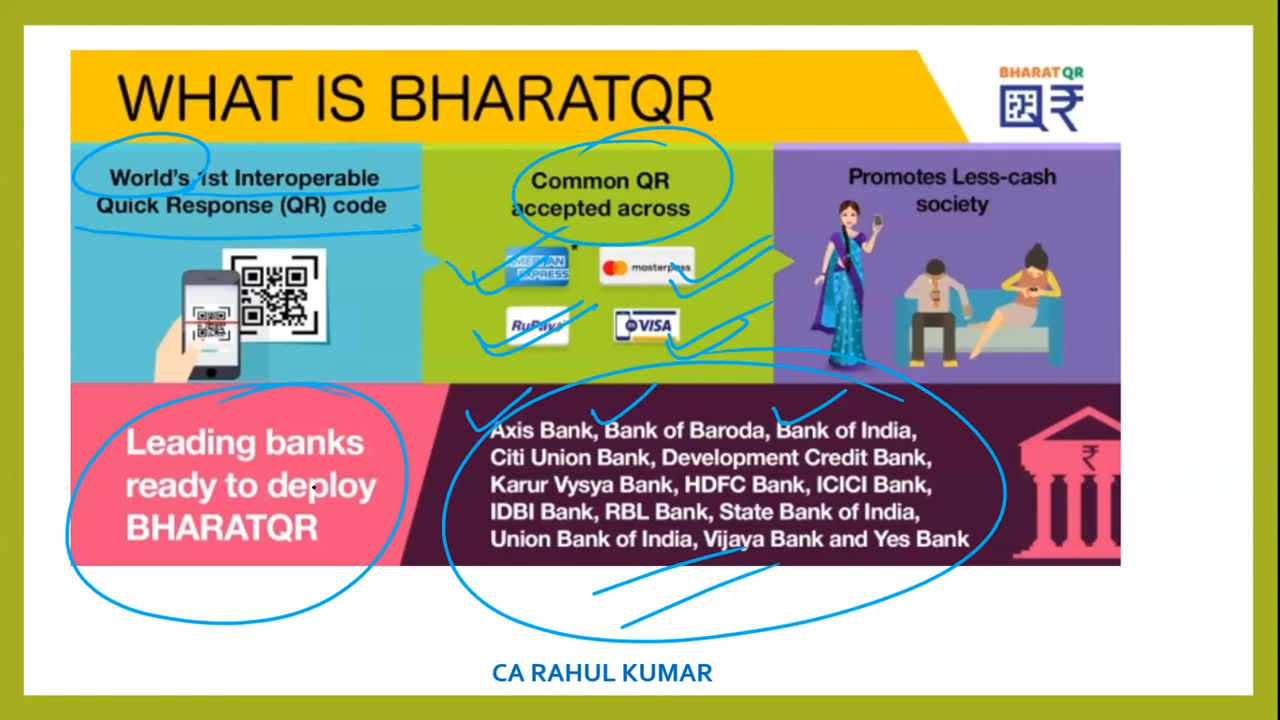 WHAT IS BHARATQR
BHARATQR
World's 1st Interoperable
Quick Response (QR) code
Common QR
accepted across
AMERICAN
EXPRESS
*
masterpass
RuPay
VISA
Promotes Less-cash
society
Leading banks
ready to deploy
BHARATQR
Axis Bank, Bank of Baroda, Bank of India,
Citi Union Bank, Development Credit Bank,
Karur Vysya Bank, HDFC Bank, ICICI Bank,
IDBI Bank, RBL Bank, State Bank of India,
Union Bank of India, Vijaya Bank and Yes Bank
₹
CA RAHUL KUMAR